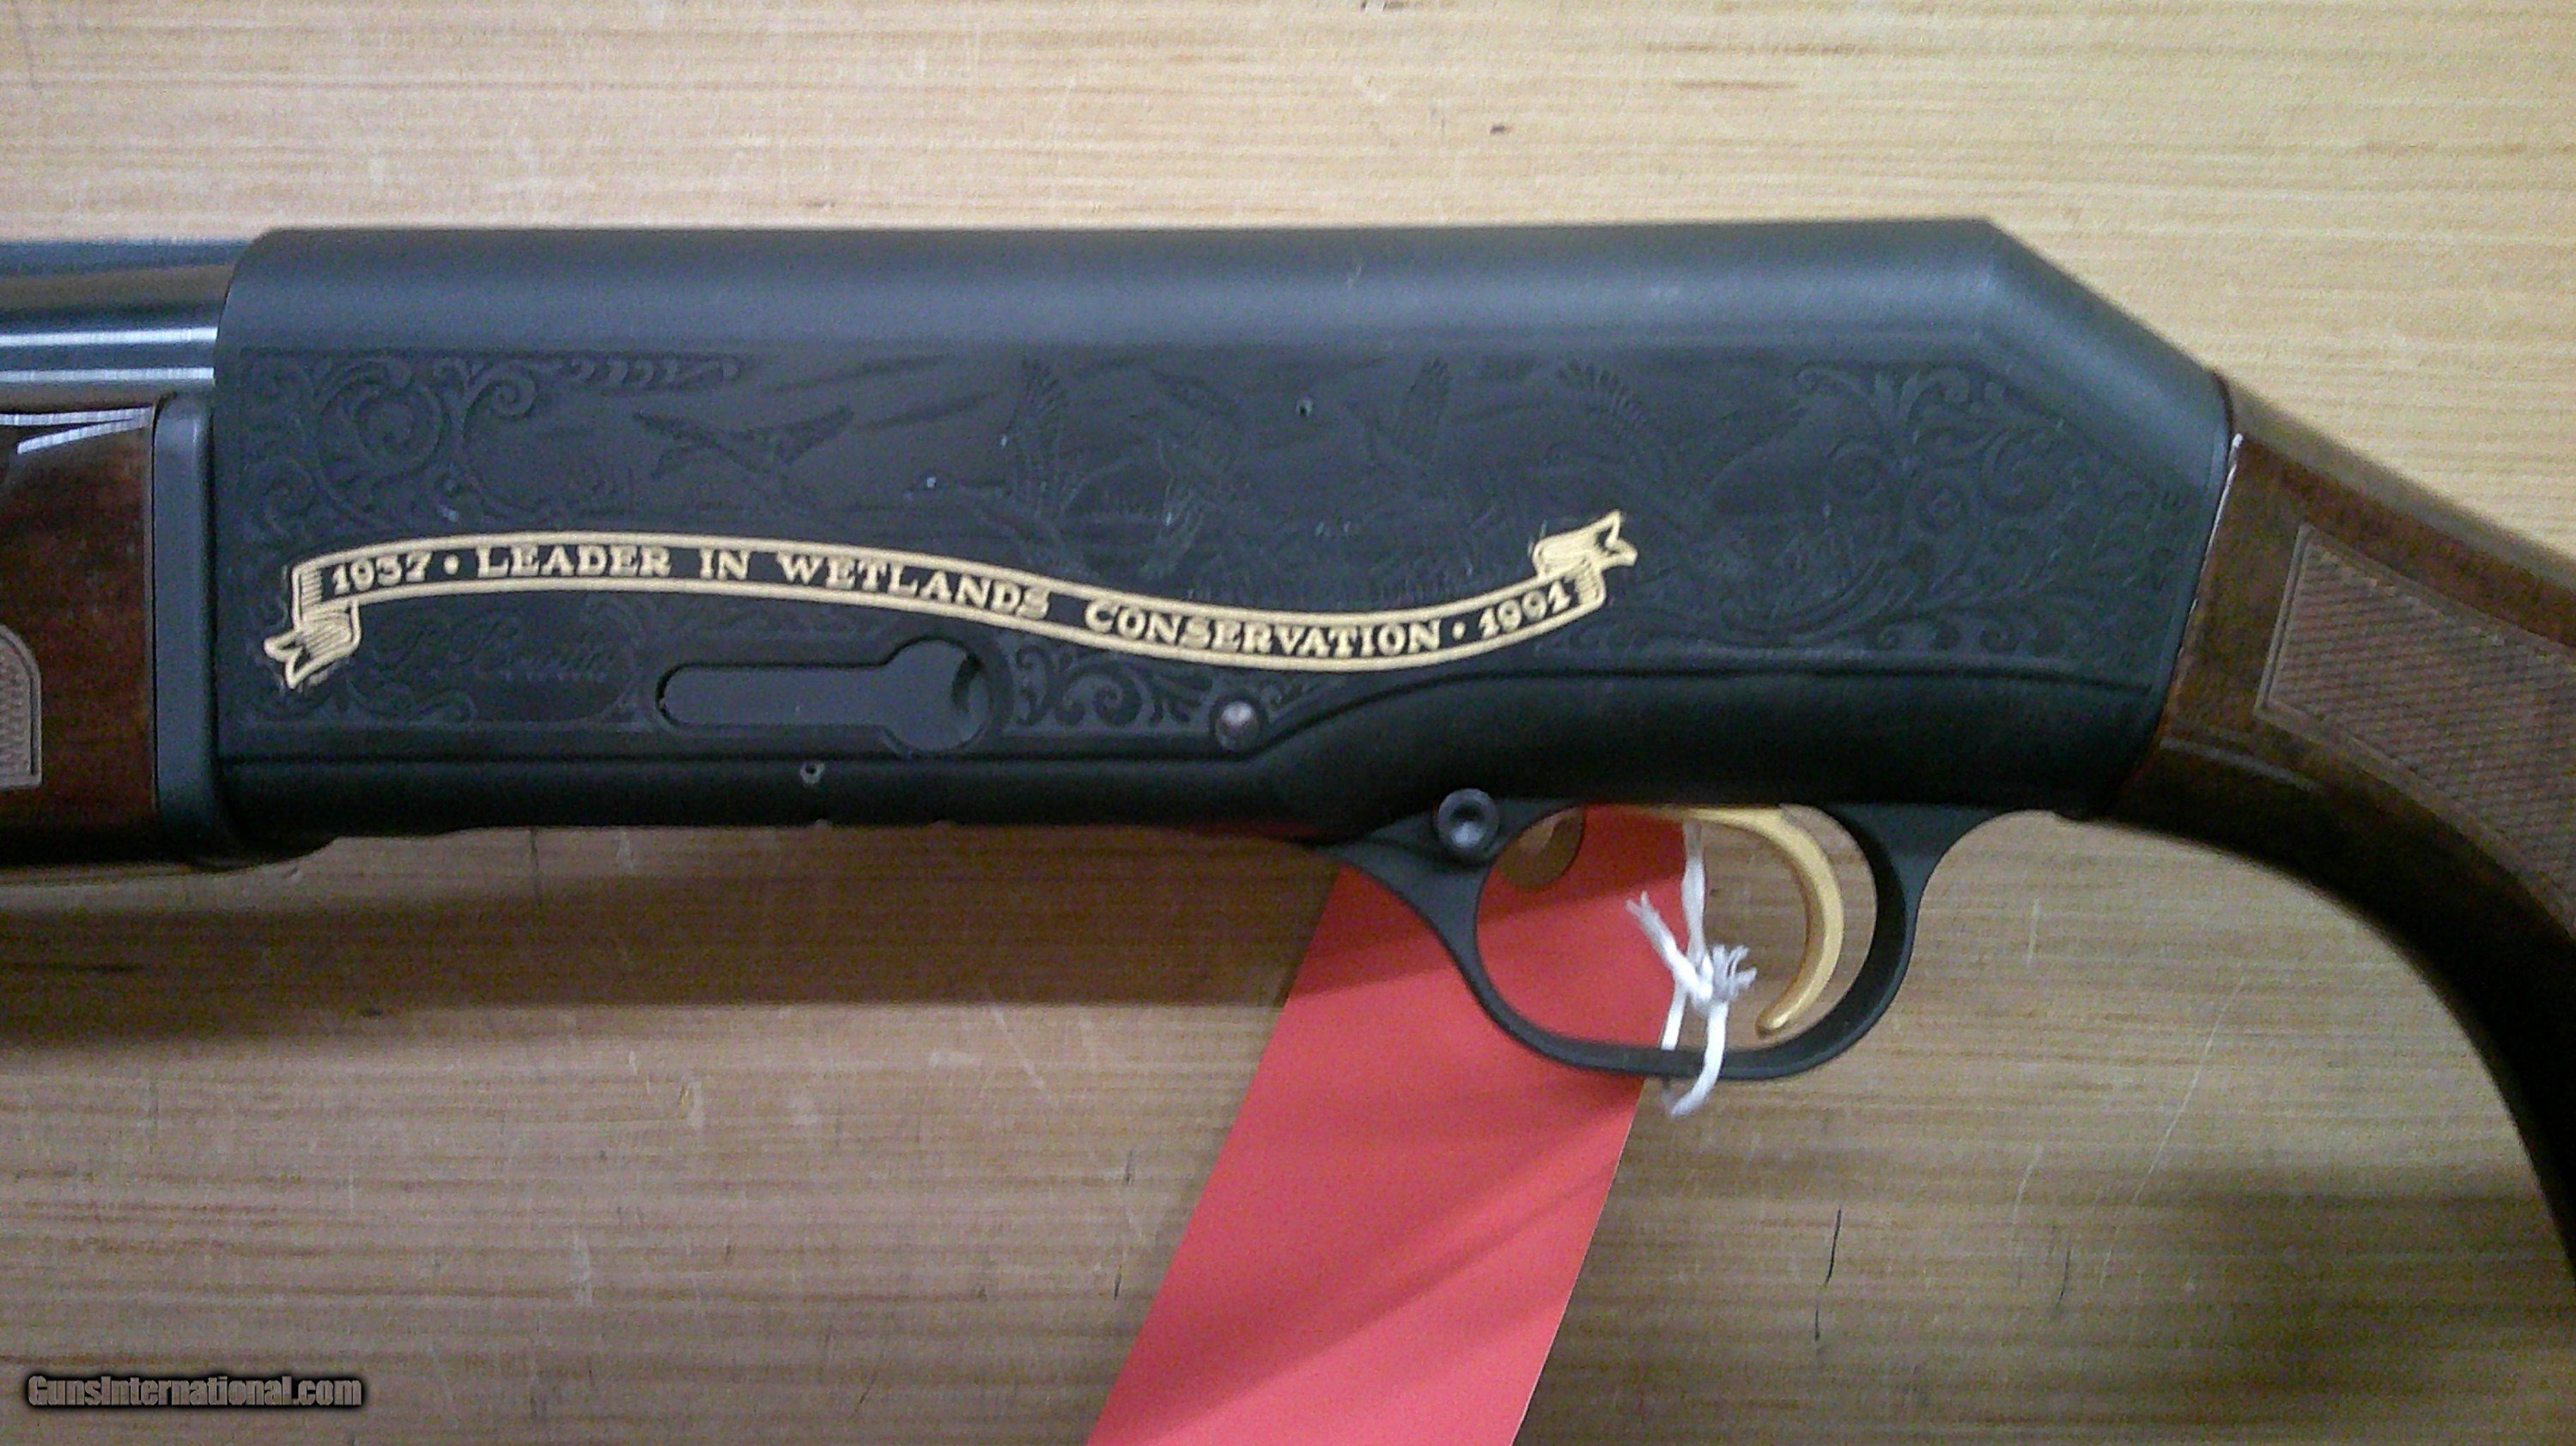 1937 • LEADER IN WETLANDS CONSERVATION • 1991
GunsInternational.com